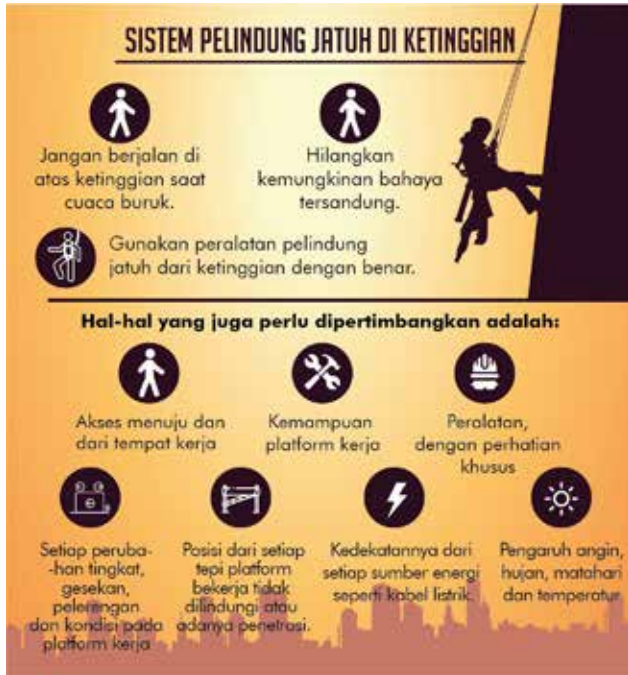 SISTEM PELINDUNG JATUH DI KETINGGIAN
Jangan berjalan di
atas ketinggian saat
cuaca buruk.
Hilangkan
kemungkinan bahaya
tersandung.
Gunakan peralatan pelindung
jatuh dari ketinggian dengan benar.
Hal-hal yang juga perlu dipertimbangkan adalah:
Akses menuju dan
dari tempat kerja
Kemampuan
platform kerja
Peralatan,
dengan perhatian
khusus
Setiap peruba-
-han tingkat,
gesekan,
pelerengan
dan kondisi pada
platform kerja
Posisi dari setiap
tepi platform
bekerja tidak
dilindungi atau
adanya penetrasi.
Kedekatannya dari
setiap sumber energi
seperti kabel listrik.
Pengaruh angin,
hujan, matahari
dan temperatur